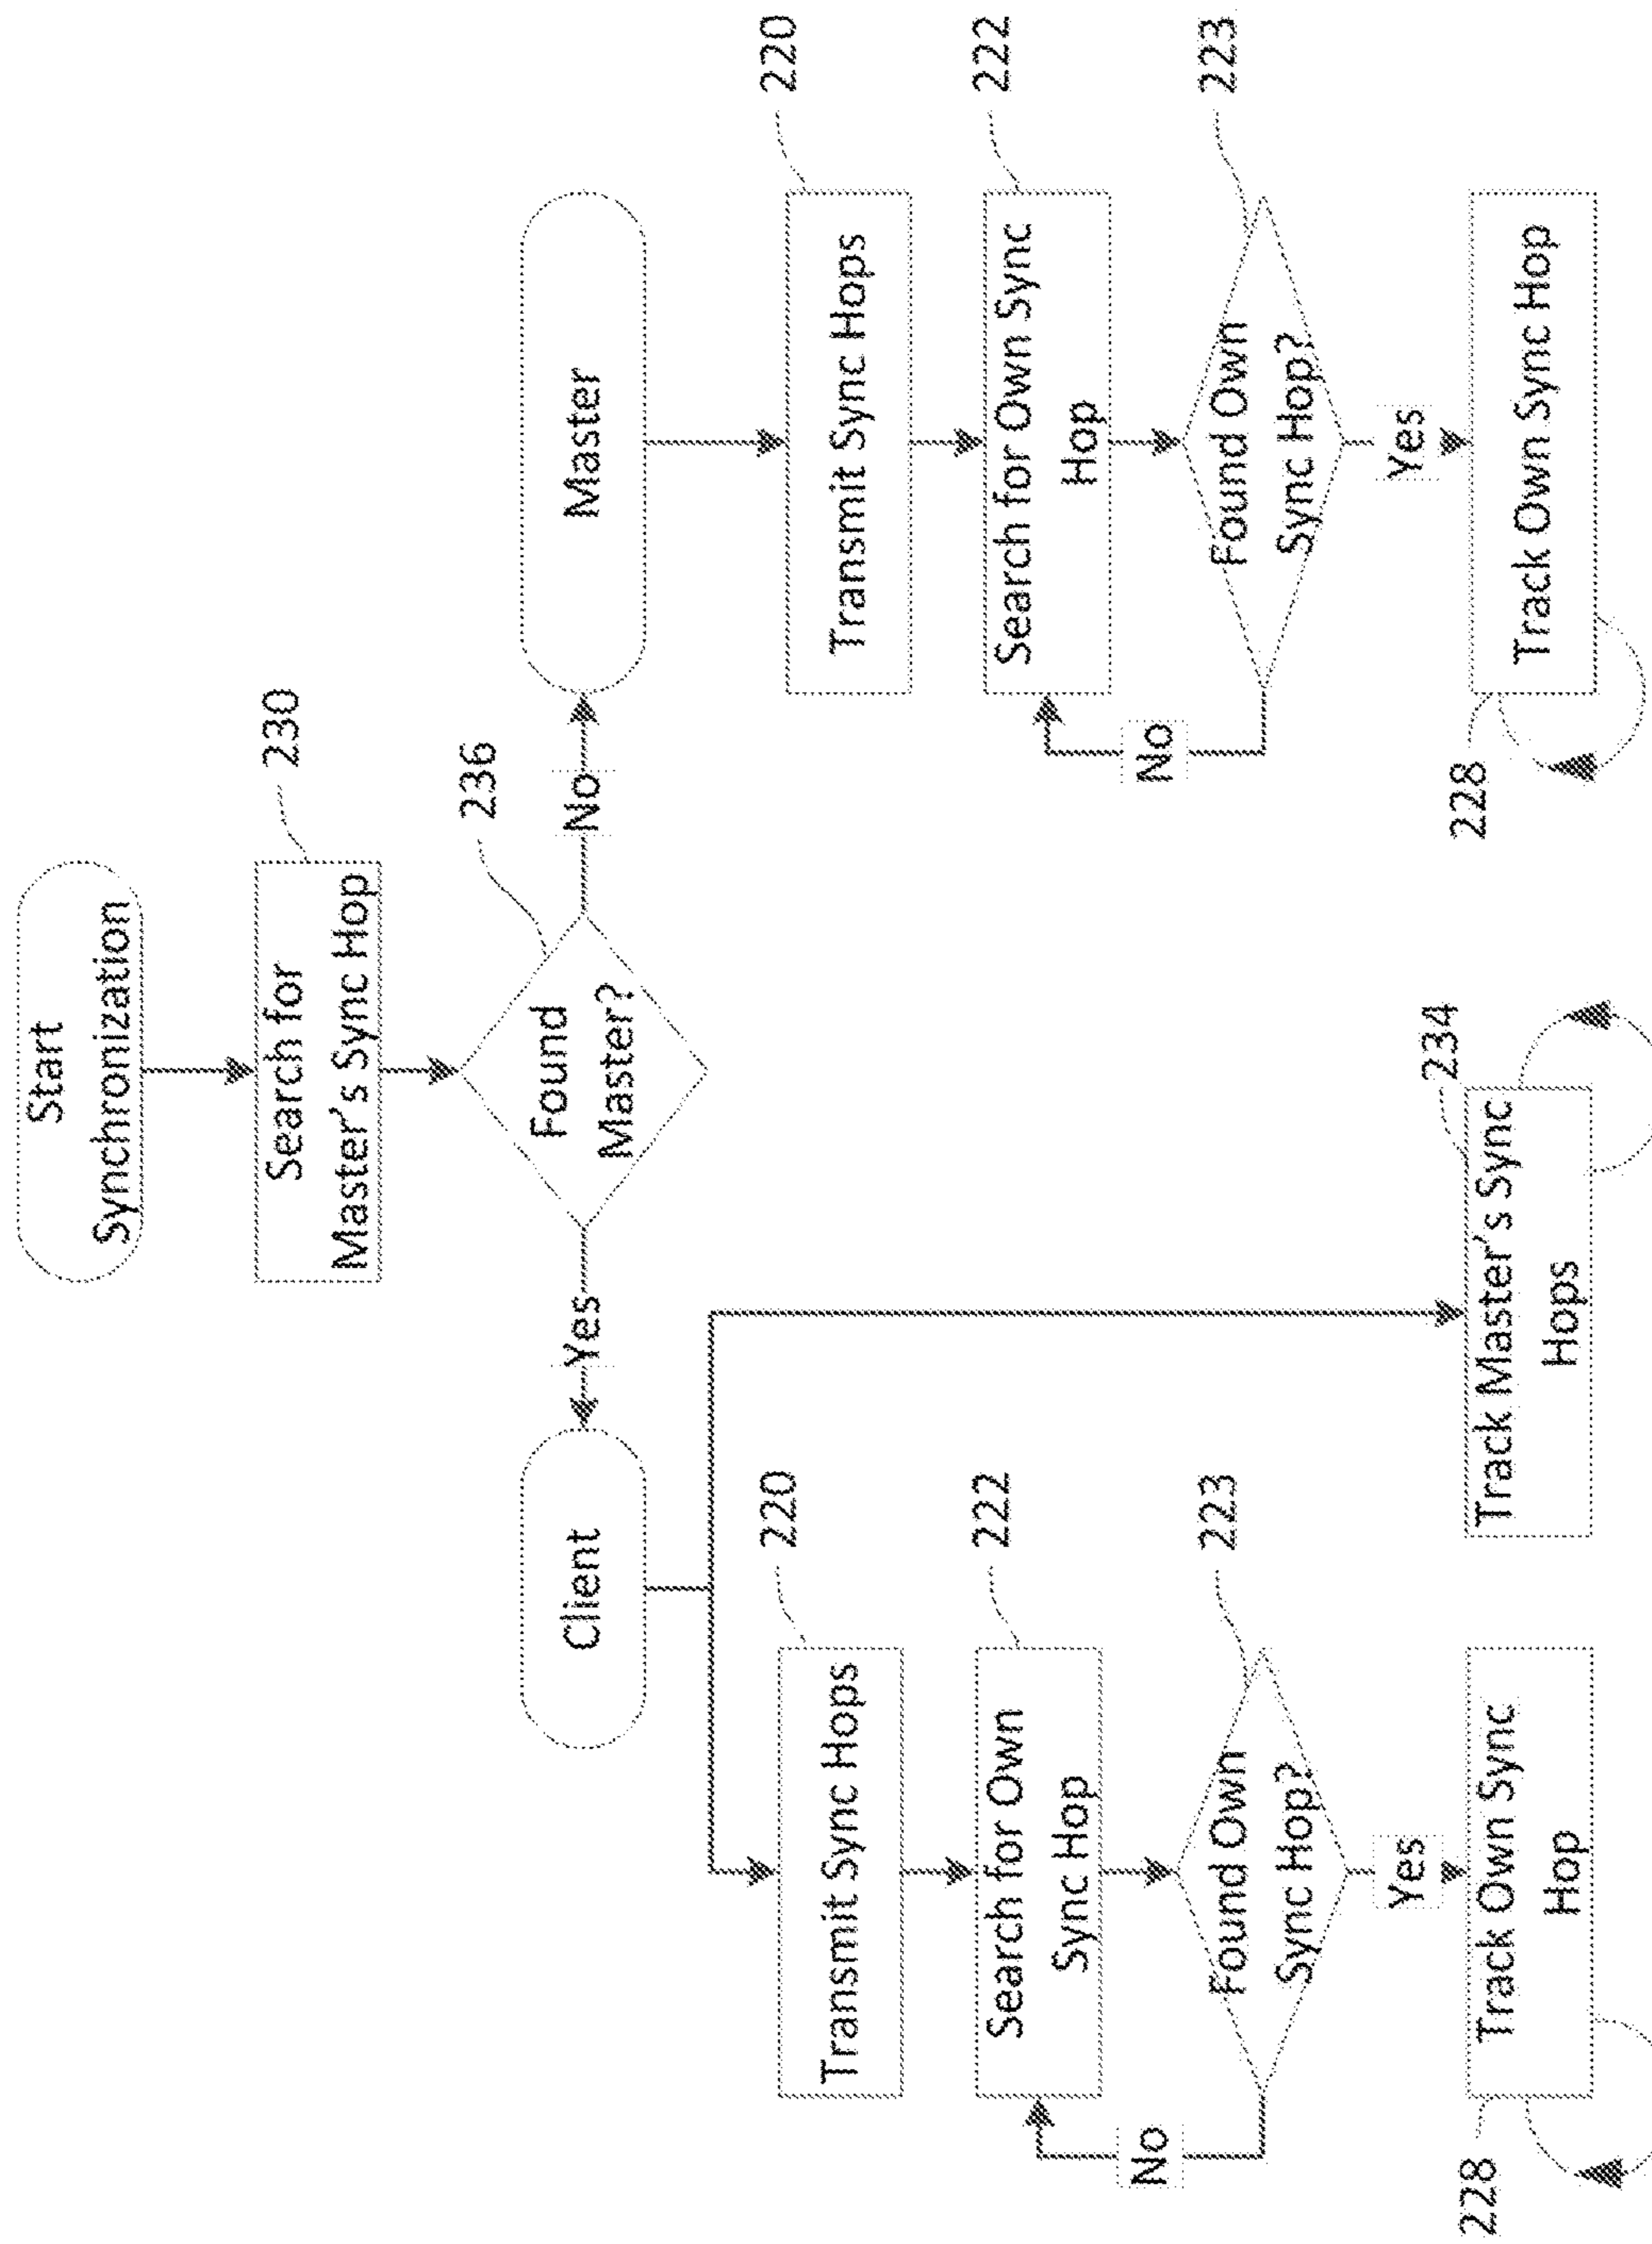 Start
Synchronization
Search for
Master's Sync Hop
230
Found
Master?
236
Yes
No
Client
Master
Transmit Sync Hops
220
Search for Own
Sync Hop
222
Found Own
Sync Hop?
223
No
Yes
Track Own Sync
Hop
228
Track Master's Sync
Hops
234
Transmit Sync Hops
220
Search for Own Sync
Hop
222
Found Own
Sync Hop?
223
No
Yes
Track Own Sync Hop
228